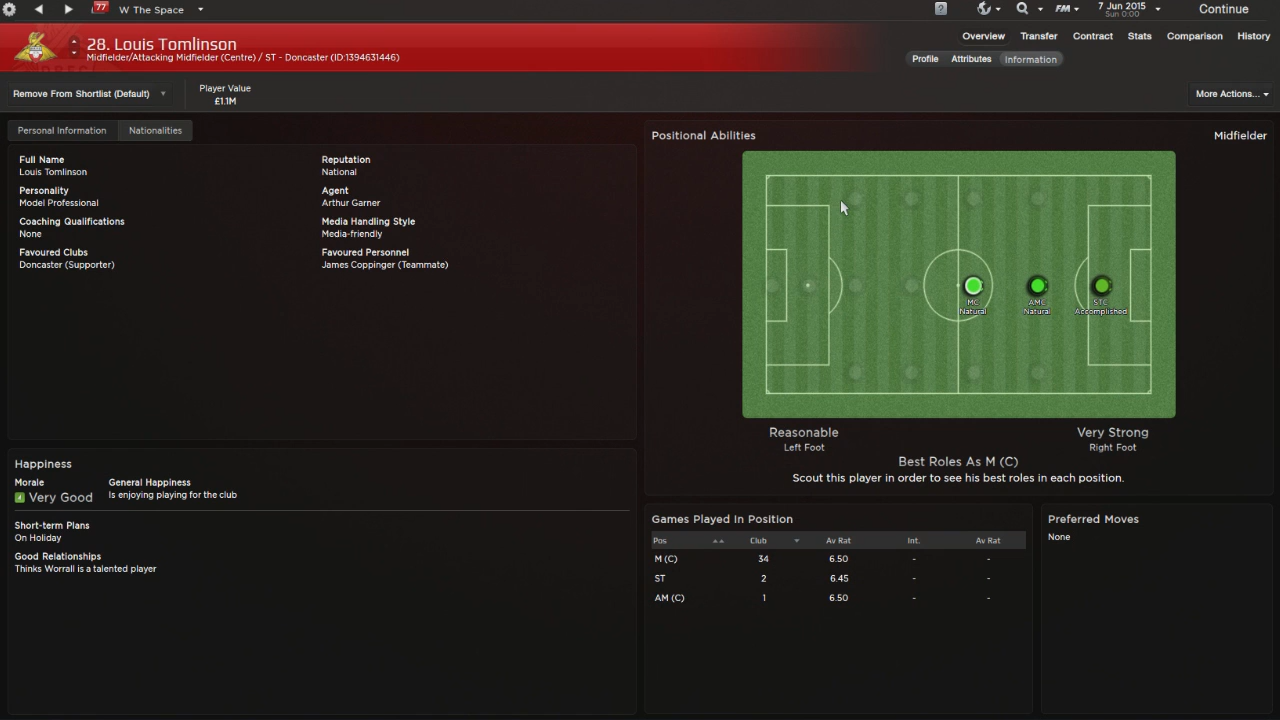 77 W The Space
? FM 7 Jun 2015 Continue
Sun 0:00
28. Louis Tomlinson
Midfielder/Attacking Midfielder (Centre) / ST - Doncaster (ID:1394631446)
Overview Transfer Contract Stats Comparison History
Profile Attributes Information
Remove From Shortlist (Default)
Player Value
£1.1M
More Actions...
Personal Information Nationalities
Full Name
Louis Tomlinson
Reputation
National
Personality
Model Professional
Agent
Arthur Garner
Coaching Qualifications
None
Media Handling Style
Media-friendly
Favoured Clubs
Doncaster (Supporter)
Favoured Personnel
James Coppinger (Teammate)
Happiness
Morale
Very Good
General Happiness
Is enjoying playing for the club
Short-term Plans
On Holiday
Good Relationships
Thinks Worrall is a talented player
Positional Abilities
Midfielder
MC
Natural
AMC
Natural
STC
Accomplished
Reasonable
Left Foot
Very Strong
Right Foot
Best Roles As M (C)
Scout this player in order to see his best roles in each position.
Games Played In Position
Pos Club Av Rat Int. Av Rat
M (C) 34 6.50 - -
ST 2 6.45 - -
AM (C) 1 6.50 - -
Preferred Moves
None